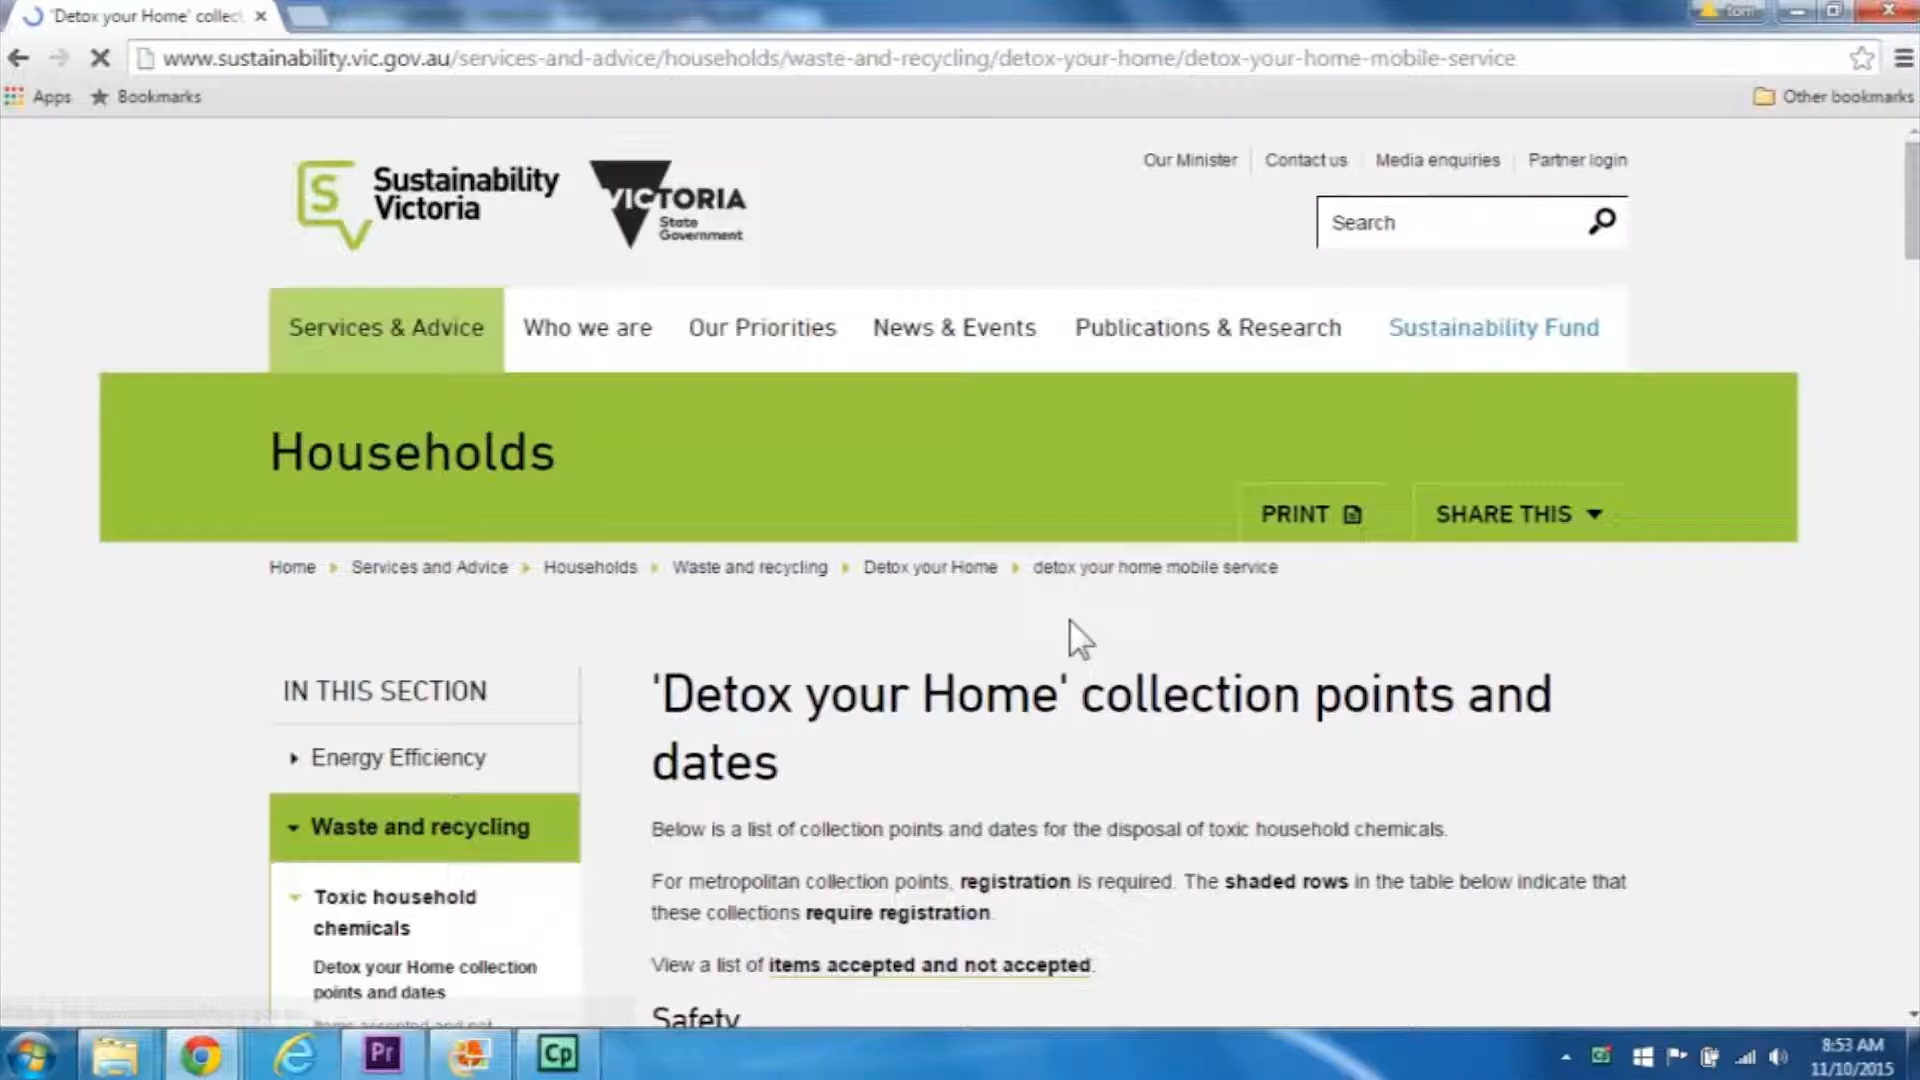 'Detox your Home' collec
www.sustainability.vic.gov.au/services-and-advice/households/waste-and-recycling/detox-your-home/detox-your-home-mobile-service
Apps Bookmarks Other bookmarks
Our Minister Contact us Media enquiries Partner login
S Sustainability
Victoria
VICTORIA
State
Government
Search
Services & Advice Who we are Our Priorities News & Events Publications & Research Sustainability Fund
Households
PRINT SHARE THIS
Home Services and Advice Households Waste and recycling Detox your Home detox your home mobile service
IN THIS SECTION
Energy Efficiency
Waste and recycling
Toxic household
chemicals
Detox your Home collection
points and dates
'Detox your Home' collection points and
dates
Below is a list of collection points and dates for the disposal of toxic household chemicals.
For metropolitan collection points, registration is required. The shaded rows in the table below indicate that
these collections require registration.
View a list of items accepted and not accepted.
Safety
Pr Cp
8:53 AM
11/10/2015